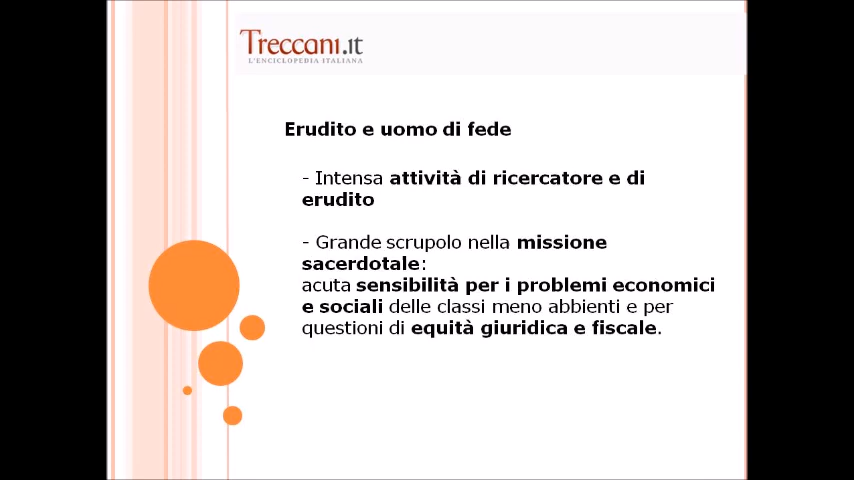 Treccani.it
L'ENCICLOPEDIA ITALIANA
Erudito e uomo di fede
- Intensa attività di ricercatore e di
erudito
- Grande scrupolo nella missione
sacerdotale:
acuta sensibilità per i problemi economici
e sociali delle classi meno abbienti e per
questioni di equità giuridica e fiscale.